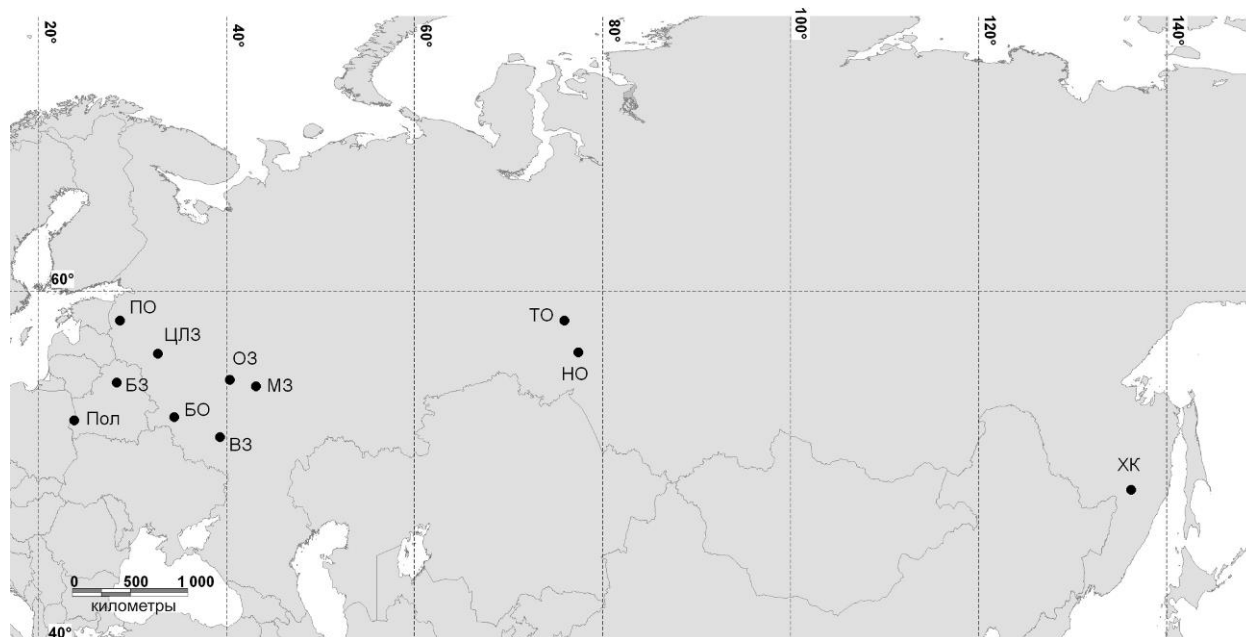 20°
40°
60°
80°
100°
120°
140°
60°
ПО
ТО
ЦЛЗ
НО
ОЗ
БЗ
МЗ
Пол
БО
ВЗ
ХК
0 500 1 000
километры
40°